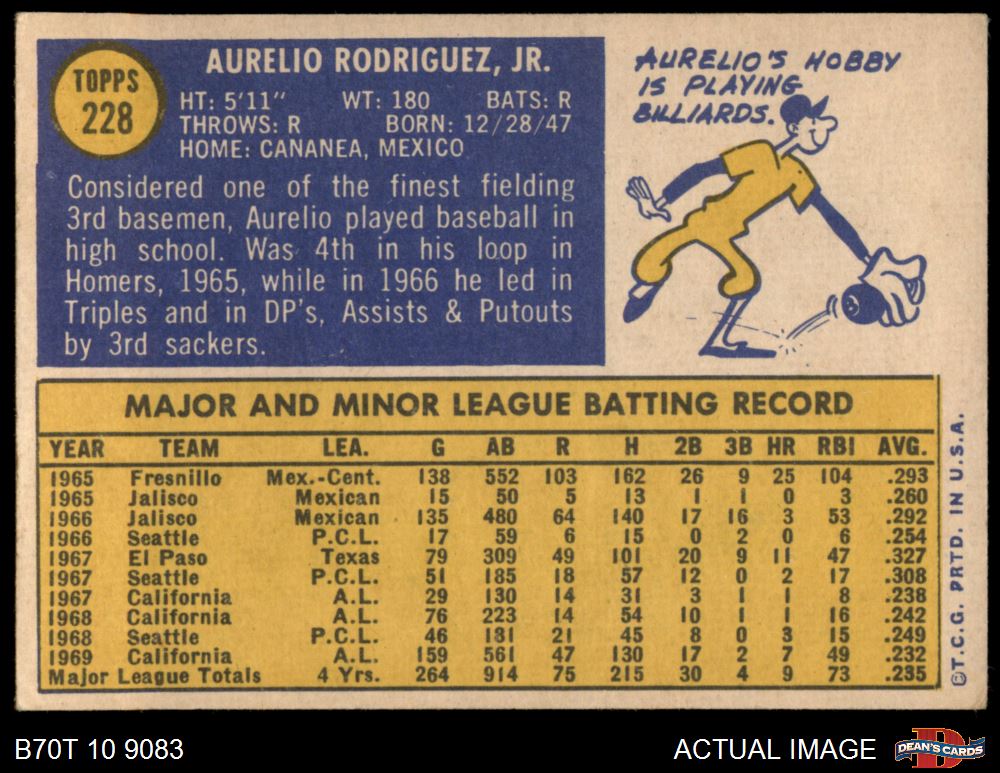 TOPPS
228
AURELIO RODRIGUEZ, JR.
HT: 5'11" WT: 180 BATS: R
THROWS: R BORN: 12/28/47
HOME: CANANEA, MEXICO
Considered one of the finest fielding
3rd basemen, Aurelio played baseball in
high school. Was 4th in his loop in
Homers, 1965, while in 1966 he led in
Triples and in DP's, Assists & Putouts
by 3rd sackers.
AURELIO'S HOBBY
IS PLAYING
BILLIARDS.
MAJOR AND MINOR LEAGUE BATTING RECORD
YEAR TEAM LEA. G AB R H 2B 3B HR RBI AVG.
1965 Fresnillo Mex.-Cent. 138 552 103 162 26 9 25 104 .293
1965 Jalisco Mexican 15 50 5 13 1 1 0 3 .260
1966 Jalisco Mexican 135 480 64 140 17 16 3 53 .292
1966 Seattle P.C.L. 17 59 6 15 0 2 0 6 .254
1967 El Paso Texas 79 309 49 101 20 9 11 47 .327
1967 Seattle P.C.L. 51 185 18 57 12 0 2 17 .308
1967 California A.L. 29 130 14 31 3 1 1 8 .238
1968 California A.L. 76 223 14 54 10 1 1 16 .242
1968 Seattle P.C.L. 46 181 21 45 8 0 3 15 .249
1969 California A.L. 159 561 47 130 17 2 7 49 .232
Major League Totals 4 Yrs. 264 914 75 215 30 4 9 73 .235
©T.C.G. PRTD. IN U.S.A.
B70T 10 9083
ACTUAL IMAGE
DEAN'S CARDS